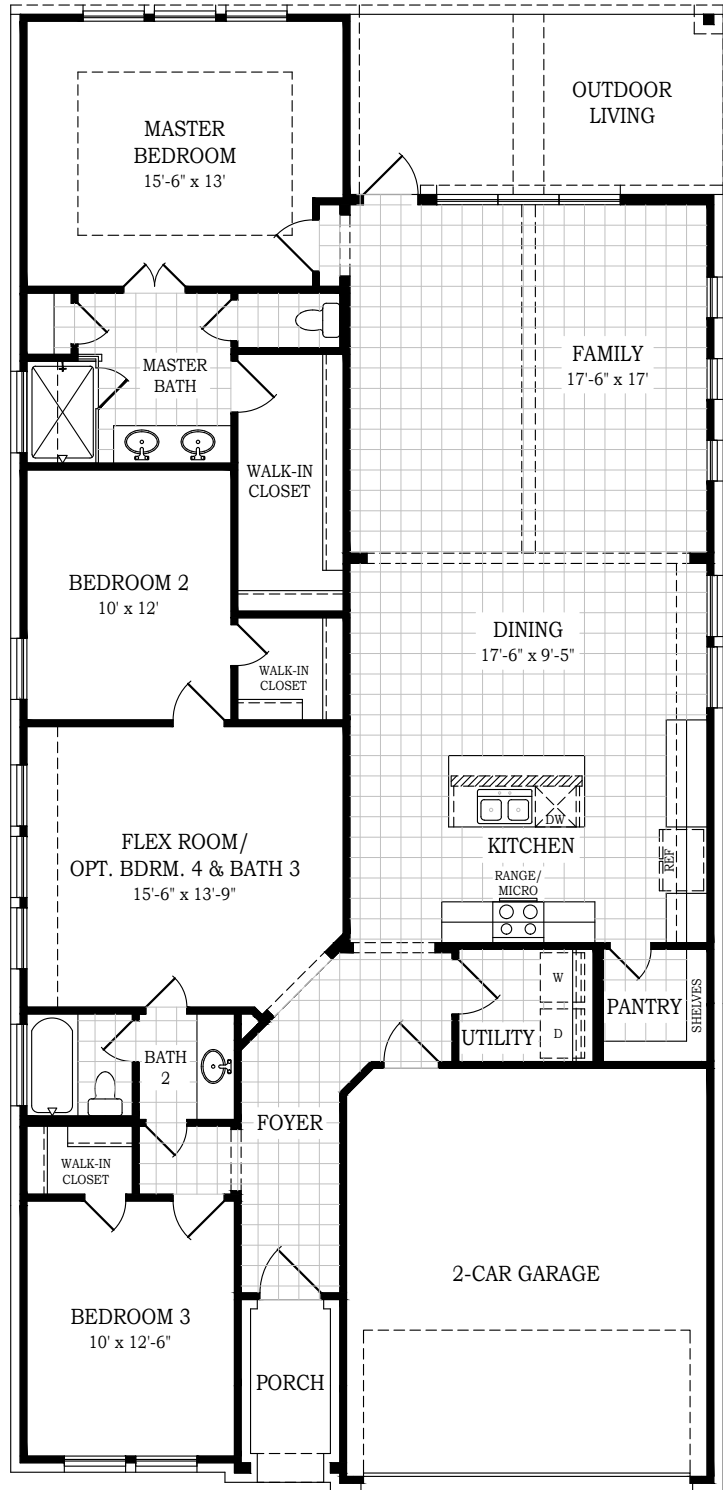 OUTDOOR
LIVING
MASTER
BEDROOM
15'-6" x 13'
FAMILY
17'-6" x 17'
MASTER
BATH
WALK-IN
CLOSET
BEDROOM 2
10' x 12'
DINING
17'-6" x 9'-5"
WALK-IN
CLOSET
DW
KITCHEN
FLEX ROOM/
OPT. BDRM. 4 & BATH 3
15'-6" x 13'-9"
REF
RANGE/
MICRO
W
PANTRY
SHELVES
UTILITY
D
BATH
2
FOYER
WALK-IN
CLOSET
2-CAR GARAGE
BEDROOM 3
10' x 12'-6"
PORCH